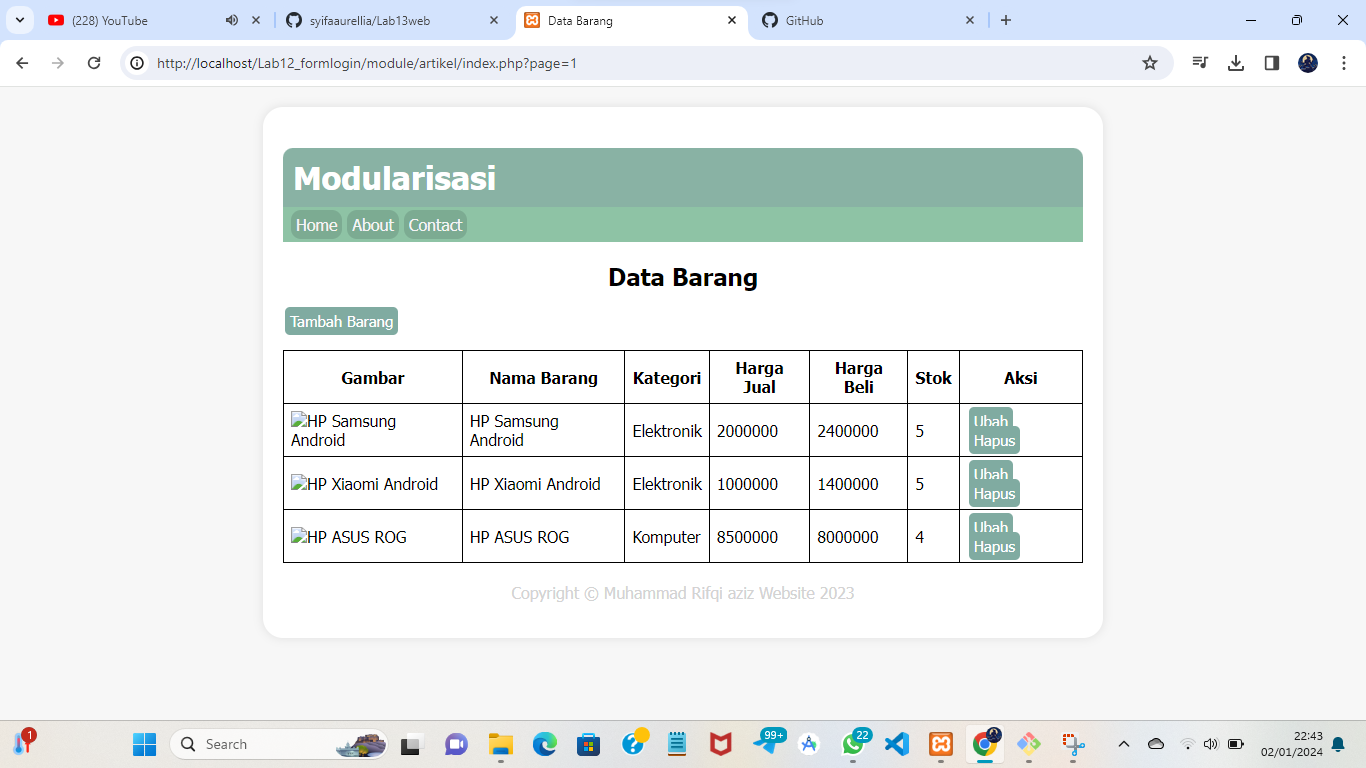 (228) YouTube
syifaaurellia/Lab13web
Data Barang
GitHub
http://localhost/Lab12_formlogin/module/artikel/index.php?page=1
Modularisasi
Home About Contact
Data Barang
Tambah Barang
Gambar Nama Barang Kategori Harga Jual Harga Beli Stok Aksi
HP Samsung Android HP Samsung Android Elektronik 2000000 2400000 5 Ubah Hapus
HP Xiaomi Android HP Xiaomi Android Elektronik 1000000 1400000 5 Ubah Hapus
HP ASUS ROG HP ASUS ROG Komputer 8500000 8000000 4 Ubah Hapus
Copyright © Muhammad Rifqi aziz Website 2023
1
Search
99+
22
22:43
02/01/2024